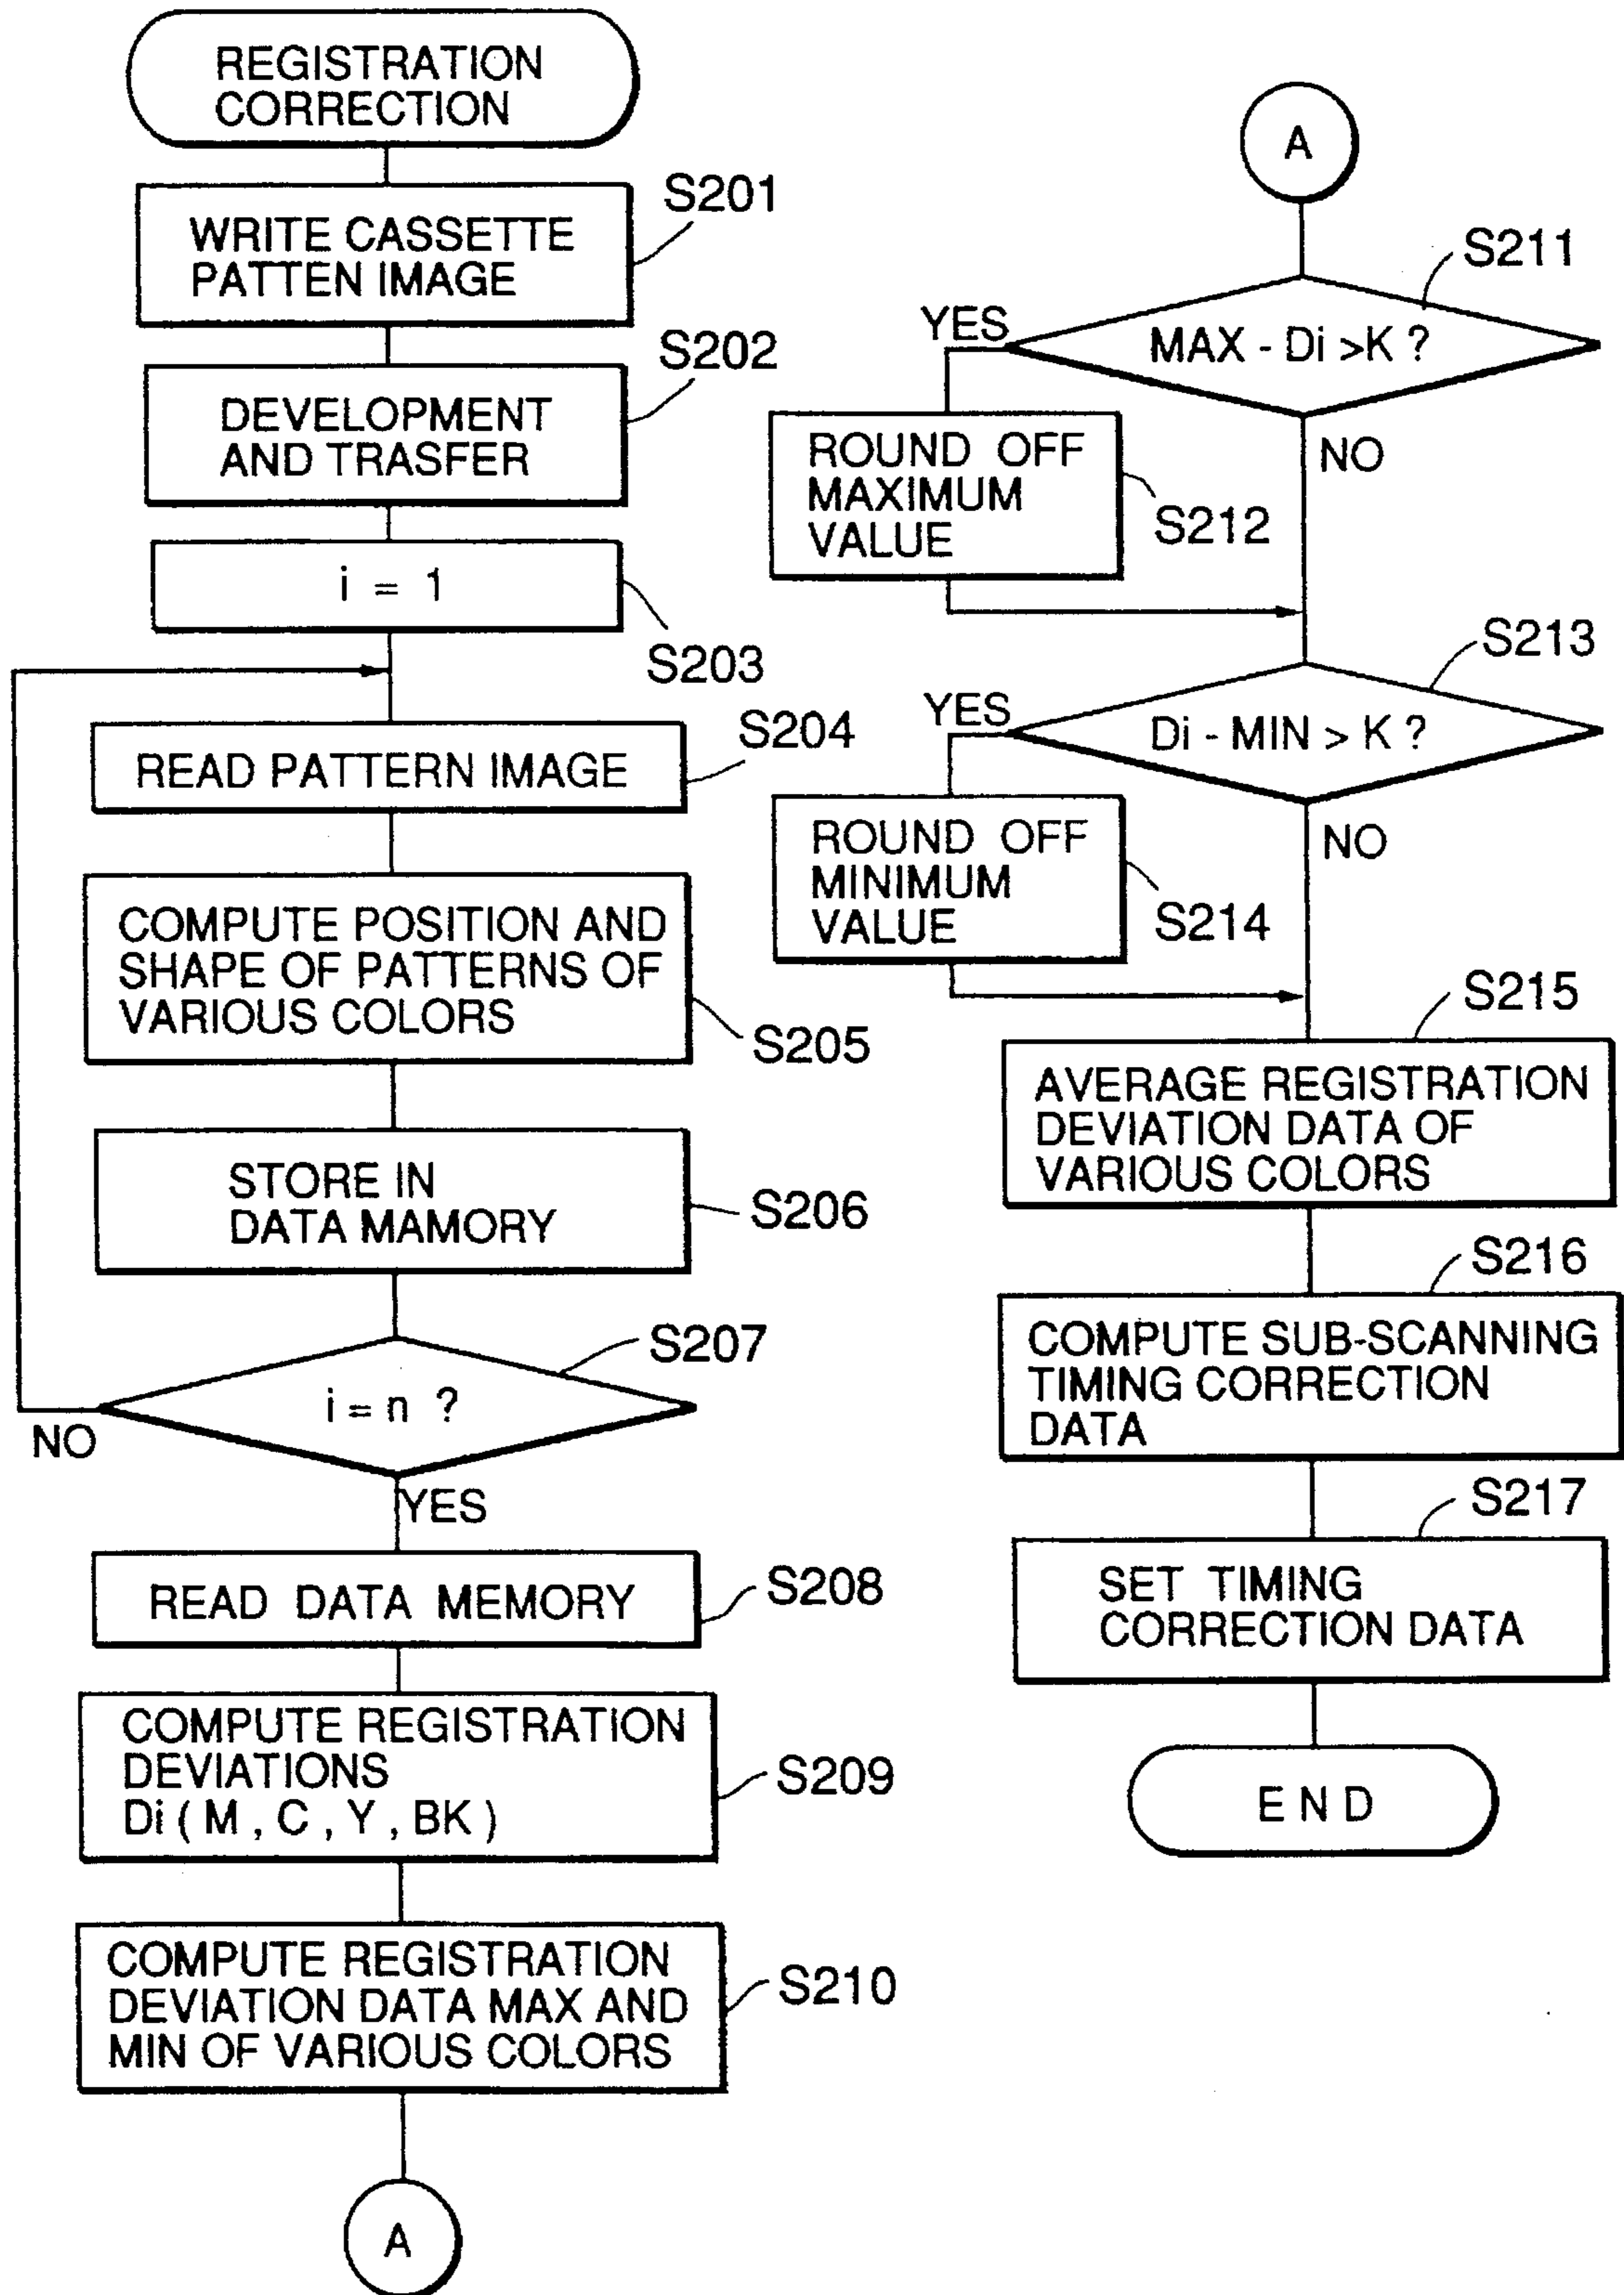 REGISTRATION
CORRECTION
S201
WRITE CASSETTE
PATTEN IMAGE
S202
DEVELOPMENT
AND TRASFER
i = 1
S203
S204
READ PATTERN IMAGE
COMPUTE POSITION AND
SHAPE OF PATTERNS OF
VARIOUS COLORS
S205
STORE IN
DATA MAMORY
S206
S207
i = n ?
NO
YES
READ DATA MEMORY
S208
COMPUTE REGISTRATION
DEVIATIONS
Di ( M , C , Y , BK )
S209
COMPUTE REGISTRATION
DEVIATION DATA MAX AND
MIN OF VARIOUS COLORS
S210
A
A
S211
YES
MAX - Di >K ?
NO
ROUND OFF
MAXIMUM
VALUE
S212
S213
YES
Di - MIN > K ?
NO
ROUND OFF
MINIMUM
VALUE
S214
S215
AVERAGE REGISTRATION
DEVIATION DATA OF
VARIOUS COLORS
S216
COMPUTE SUB-SCANNING
TIMING CORRECTION
DATA
S217
SET TIMING
CORRECTION DATA
E N D